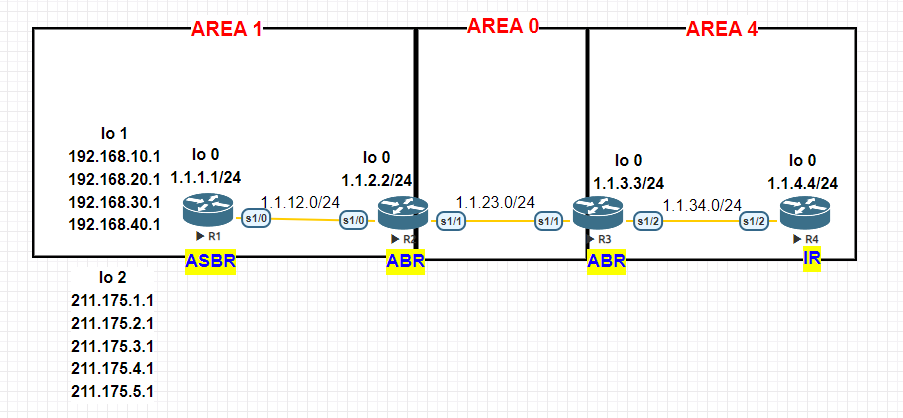 AREA 1
AREA 0
AREA 4
lo 1
192.168.10.1
192.168.20.1
192.168.30.1
192.168.40.1
lo 0
1.1.1.1/24
lo 0
1.1.2.2/24
lo 0
1.1.3.3/24
lo 0
1.1.4.4/24
1.1.12.0/24
1.1.23.0/24
1.1.34.0/24
s1/0
s1/0
s1/1
s1/1
s1/2
s1/2
R1
R2
R3
R4
ASBR
ABR
ABR
IR
lo 2
211.175.1.1
211.175.2.1
211.175.3.1
211.175.4.1
211.175.5.1